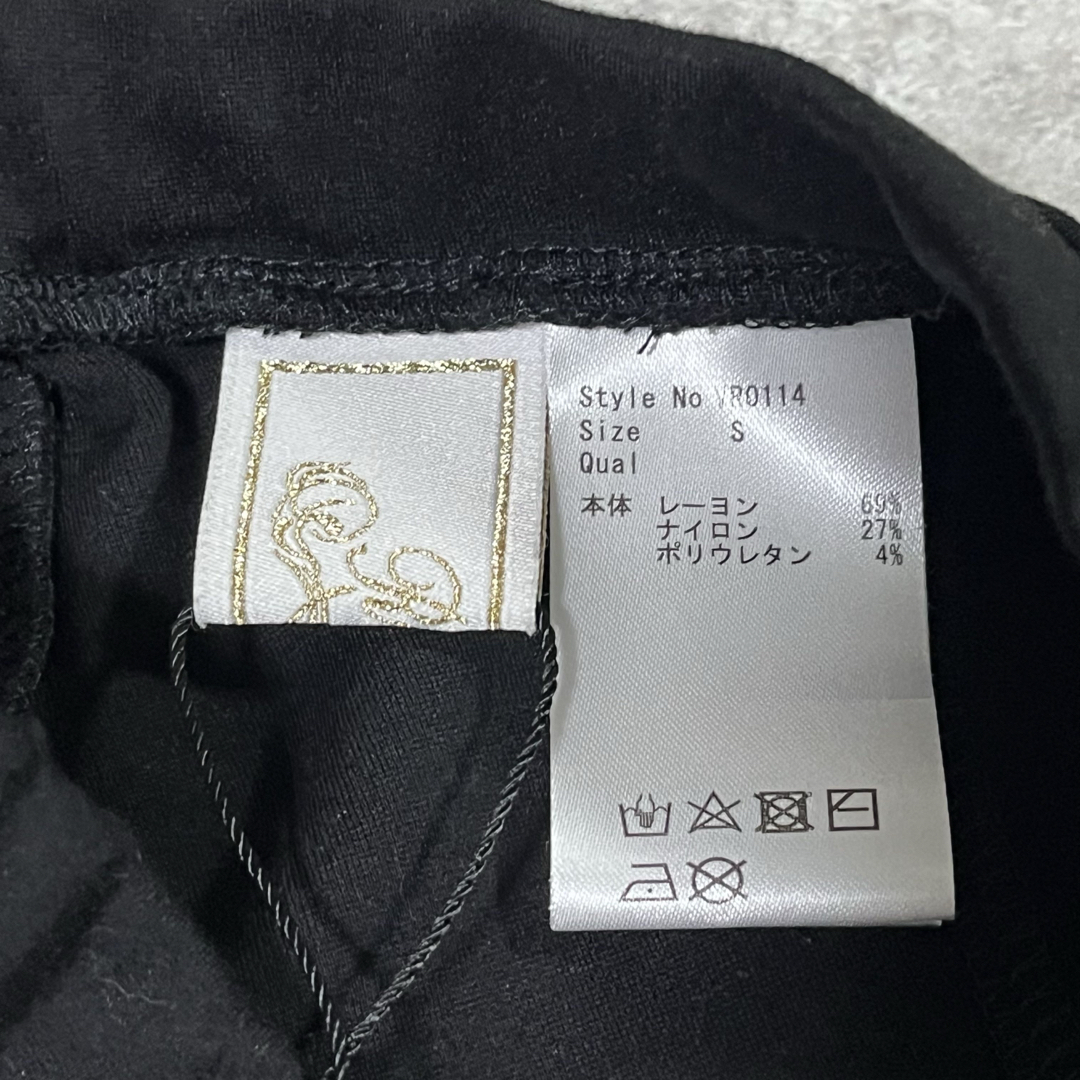 Style No VR0114
Size S
Qual
本体 レーヨン 69%
ナイロン 27%
ポリウレタン 4%